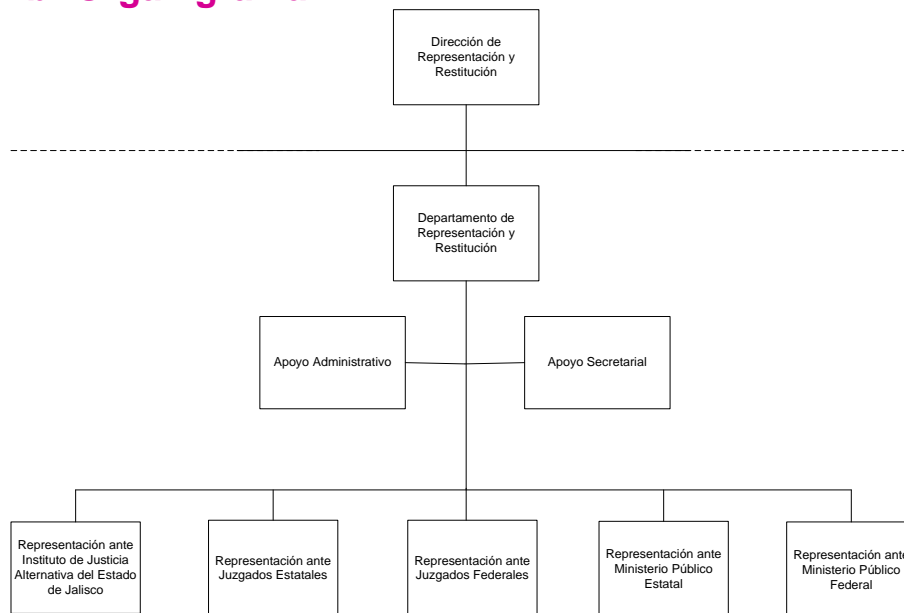 Dirección de
Representación y
Restitución
Departamento de
Representación y
Restitución
Apoyo Administrativo
Apoyo Secretarial
Representación ante
Instituto de Justicia
Alternativa del Estado
de Jalisco
Representación ante
Juzgados Estatales
Representación ante
Juzgados Federales
Representación ante
Ministerio Público
Estatal
Representación ante
Ministerio Público
Federal